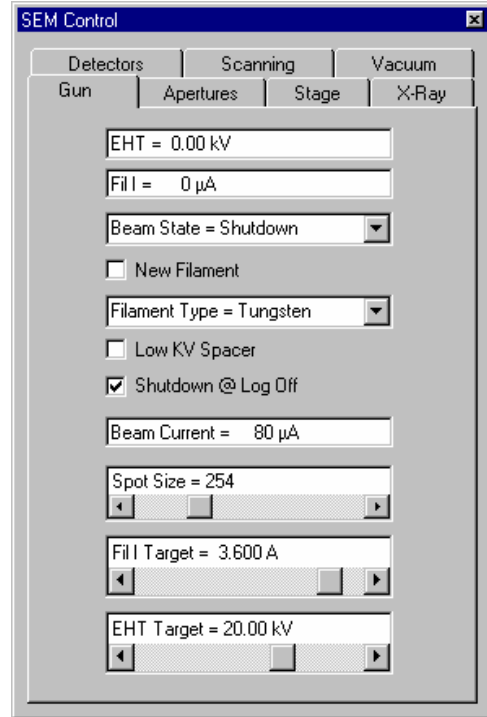 SEM Control
Detectors Scanning Vacuum
Gun Apertures Stage X-Ray
EHT = 0.00 kV
Fil I = 0 µA
Beam State = Shutdown
New Filament
Filament Type = Tungsten
Low KV Spacer
Shutdown @ Log Off
Beam Current = 80 µA
Spot Size = 254
Fil I Target = 3.600 A
EHT Target = 20.00 kV